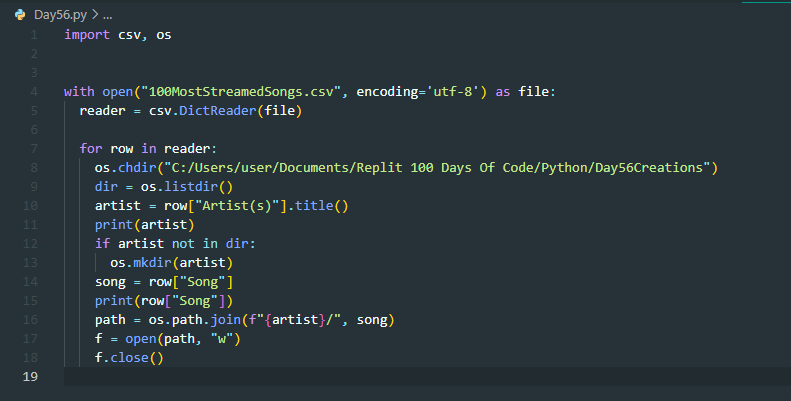 Day56.py > ...
1 import csv, os
2
3
4 with open("100MostStreamedSongs.csv", encoding='utf-8') as file:
5   reader = csv.DictReader(file)
6
7   for row in reader:
8     os.chdir("C:/Users/user/Documents/Replit 100 Days Of Code/Python/Day56Creations")
9     dir = os.listdir()
10     artist = row["Artist(s)"].title()
11     print(artist)
12     if artist not in dir:
13       os.mkdir(artist)
14     song = row["Song"]
15     print(row["Song"])
16     path = os.path.join(f"{artist}/", song)
17     f = open(path, "w")
18     f.close()
19